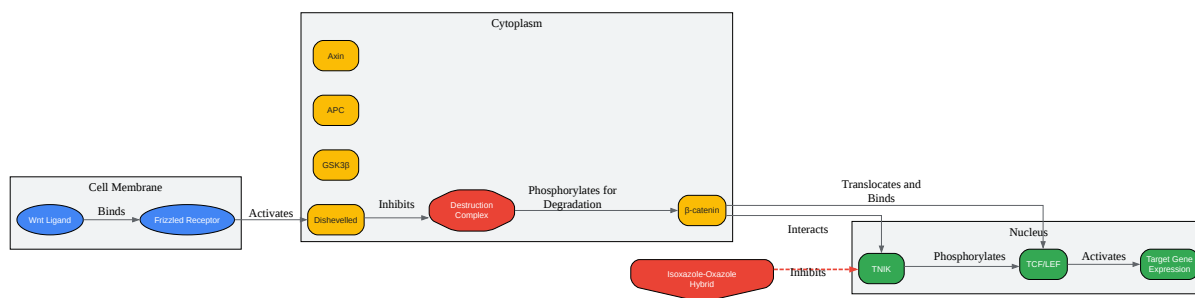 Cytoplasm
Axin
APC
GSK3β
Cell Membrane
Wnt Ligand
Binds
Frizzled Receptor
Activates
Dishevelled
Inhibits
Destruction
Complex
Phosphorylates for
Degradation
β-catenin
Translocates and
Binds
Interacts
Nucleus
Isoxazole-Oxazole
Hybrid
Inhibits
TNIK
Phosphorylates
TCF/LEF
Activates
Target Gene
Expression